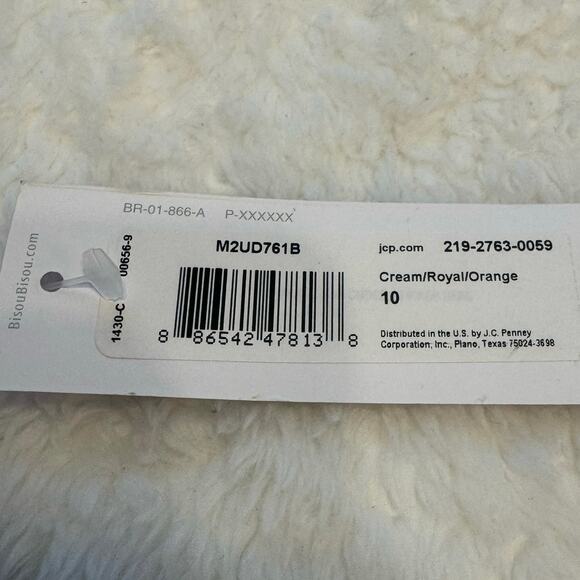 BR-01-866-A P-XXXXXX
BisouBisou.com
1430-C 00656-9
M2UD761B
8 86542 47813 8
jcp.com 219-2763-0059
Cream/Royal/Orange
10
Distributed in the U.S. by J.C. Penney
Corporation, Inc., Plano, Texas 75024-3698